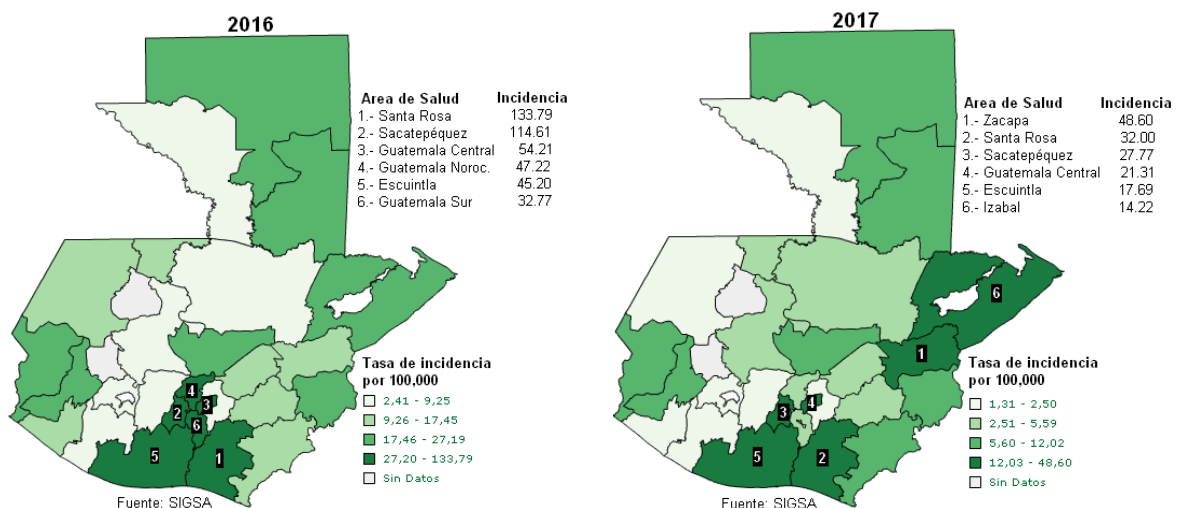 2016
Area de Salud Incidencia
1.- Santa Rosa 133.79
2.- Sacatepéquez 114.61
3.- Guatemala Central 54.21
4.- Guatemala Noroc. 47.22
5.- Escuintla 45.20
6.- Guatemala Sur 32.77
4
3
2
6
5
1
Tasa de incidencia
por 100,000
2,41 - 9,25
9,26 - 17,45
17,46 - 27,19
27,20 - 133,79
Sin Datos
Fuente: SIGSA
2017
Area de Salud Incidencia
1.- Zacapa 48.60
2.- Santa Rosa 32.00
3.- Sacatepéquez 27.77
4.- Guatemala Central 21.31
5.- Escuintla 17.69
6.- Izabal 14.22
6
1
4
3
5
2
Tasa de incidencia
por 100,000
1,31 - 2,50
2,51 - 5,59
5,60 - 12,02
12,03 - 48,60
Sin Datos
Fuente: SIGSA